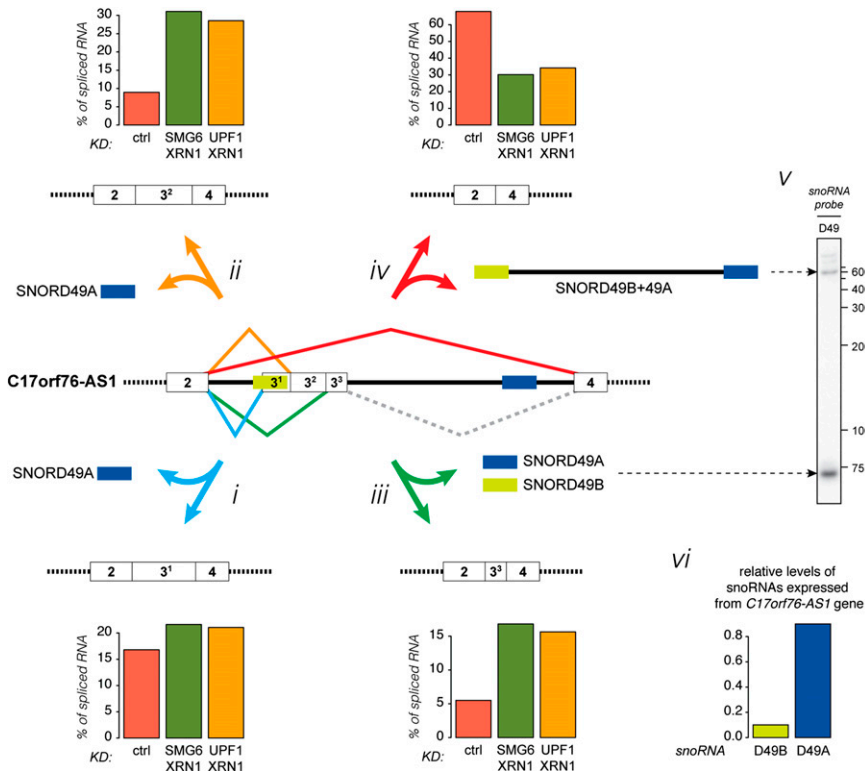 % of spliced RNA
30
25
20
15
10
5
0
KD:
ctrl
SMG6
XRN1
UPF1
XRN1
% of spliced RNA
60
50
40
30
20
10
0
KD:
ctrl
SMG6
XRN1
UPF1
XRN1
2
3²
4
2
4
V
snoRNA
probe
D49
60
40
30
20
10
75
ii
iv
SNORD49A
SNORD49B+49A
C17orf76-AS1
2
3¹
3²
3³
4
SNORD49A
i
iii
SNORD49A
SNORD49B
2
3¹
4
2
3³
4
% of spliced RNA
20
15
10
5
0
KD:
ctrl
SMG6
XRN1
UPF1
XRN1
% of spliced RNA
15
10
5
0
KD:
ctrl
SMG6
XRN1
UPF1
XRN1
vi
relative levels of
snoRNAs expressed
from C17orf76-AS1 gene
0.8
0.6
0.4
0.2
0.0
snoRNA
D49B
D49A